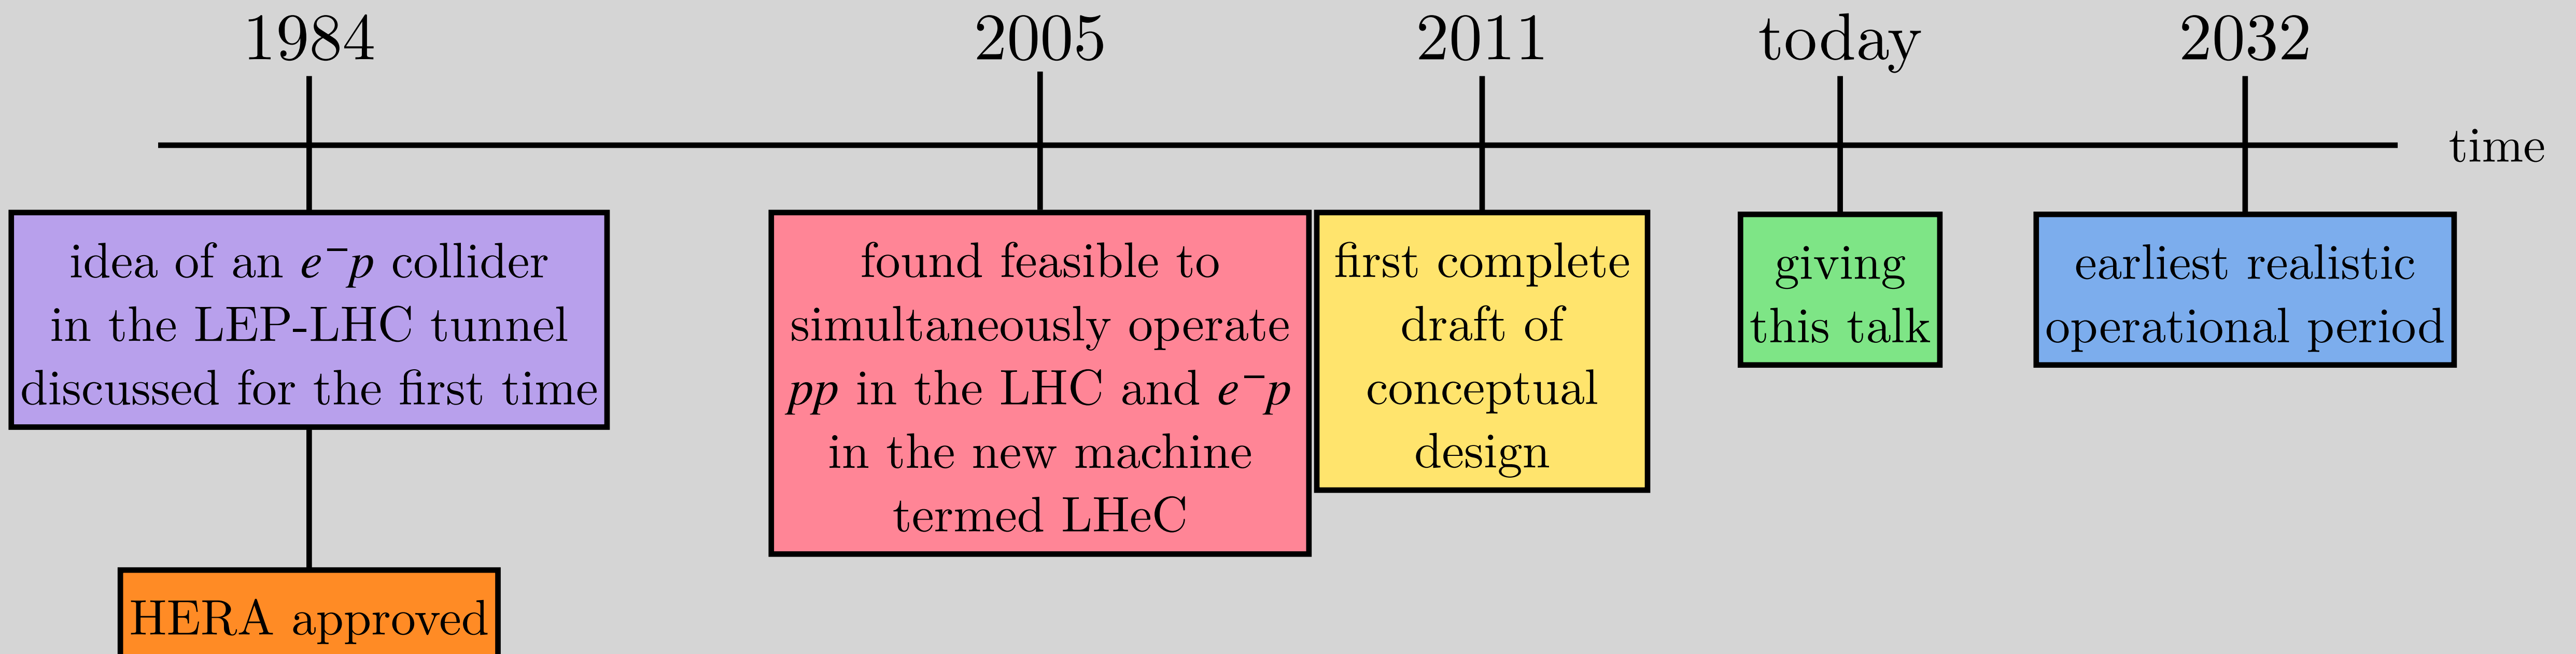 1984
2005
2011
today
2032
time
idea of an e⁻p collider
in the LEP-LHC tunnel
discussed for the first time
HERA approved
found feasible to
simultaneously operate
pp in the LHC and e⁻p
in the new machine
termed LHeC
first complete
draft of
conceptual
design
giving
this talk
earliest realistic
operational period